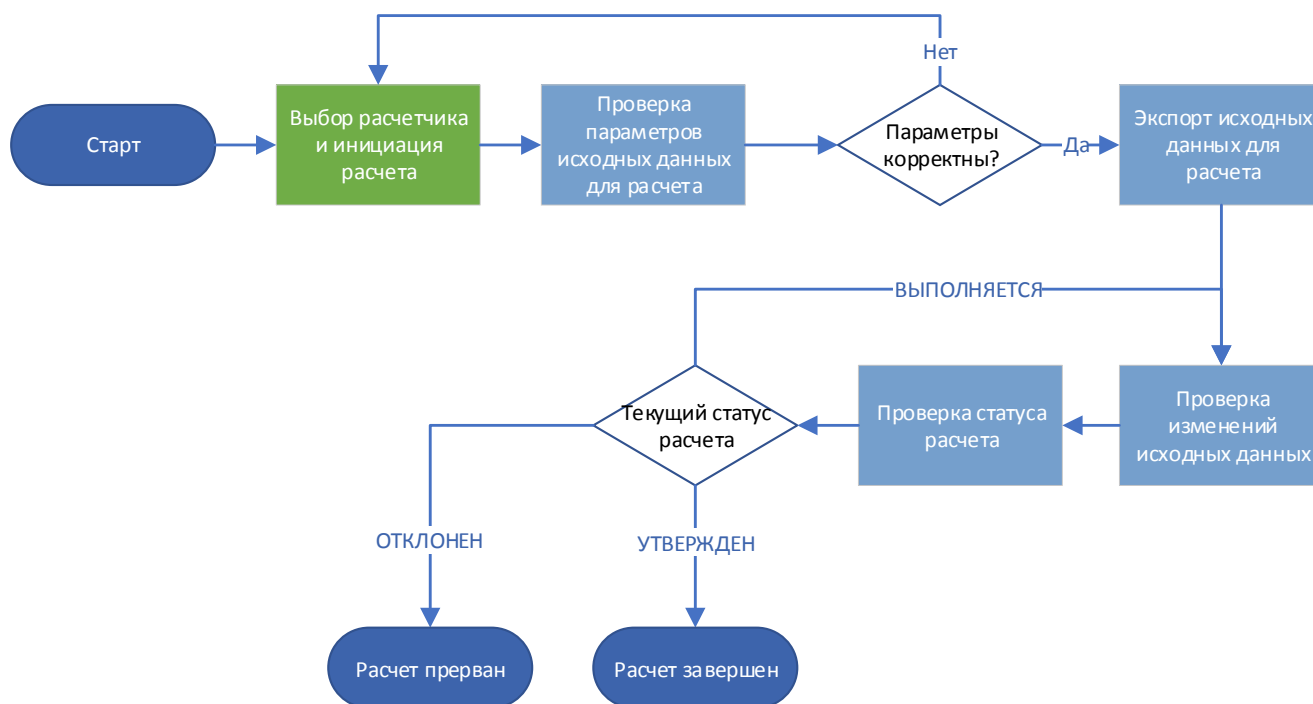 Нет
Старт
Выбор расчетчика
и инициация
расчета
Проверка
параметров
исходных данных
для расчета
Параметры
корректны?
Да
Экспорт исходных
данных для
расчета
ВЫПОЛНЯЕТСЯ
Текущий статус
расчета
Проверка статуса
расчета
Проверка
изменений
исходных данных
ОТКЛОНЕН
УТВЕРЖДЕН
Расчет прерван
Расчет завершен